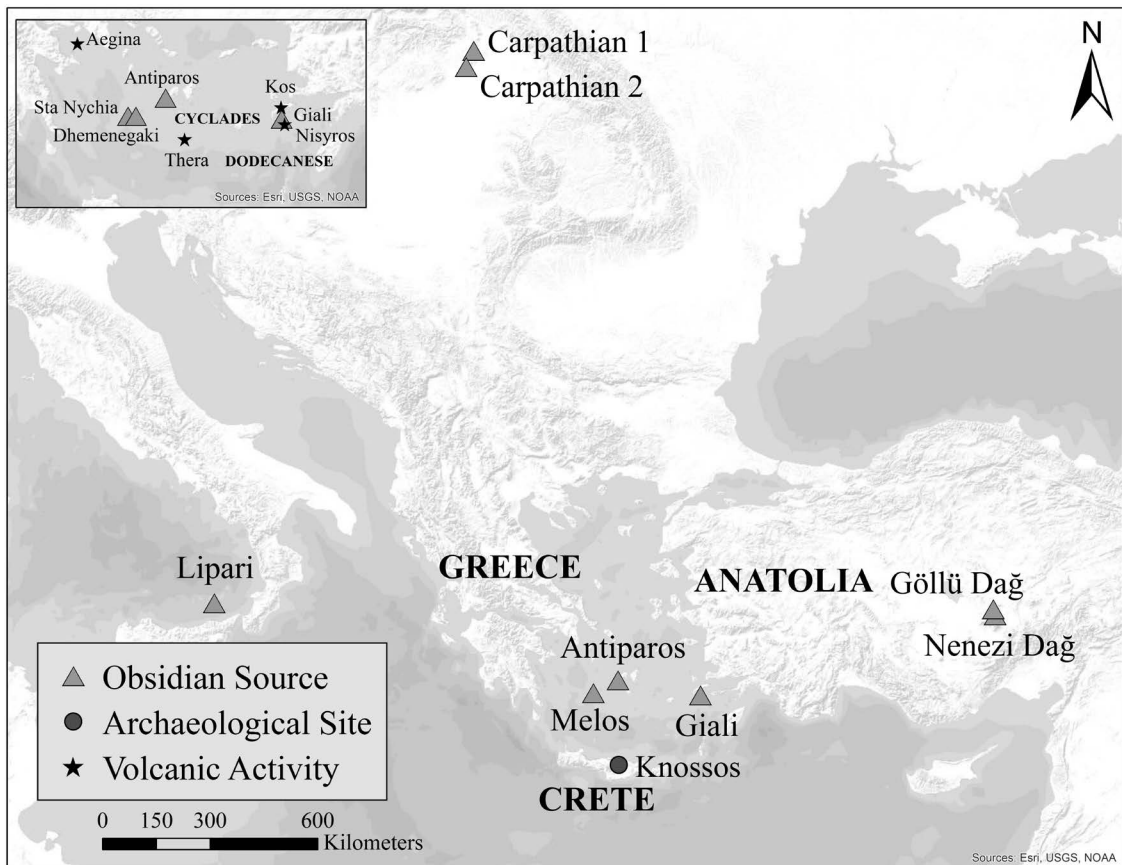 Aegina
Antiparos
Kos
Sta Nychia
CYCLADES
Giali
Dhemenegaki
Nisyros
Thera
DODECANESE
Sources: Esri, USGS, NOAA
Carpathian 1
Carpathian 2
N
Lipari
GREECE
ANATOLIA
Göllü Dağ
Nenezi Dağ
Antiparos
Melos
Giali
Knossos
CRETE
Obsidian Source
Archaeological Site
Volcanic Activity
0 150 300 600
Kilometers
Sources: Esri, USGS, NOAA